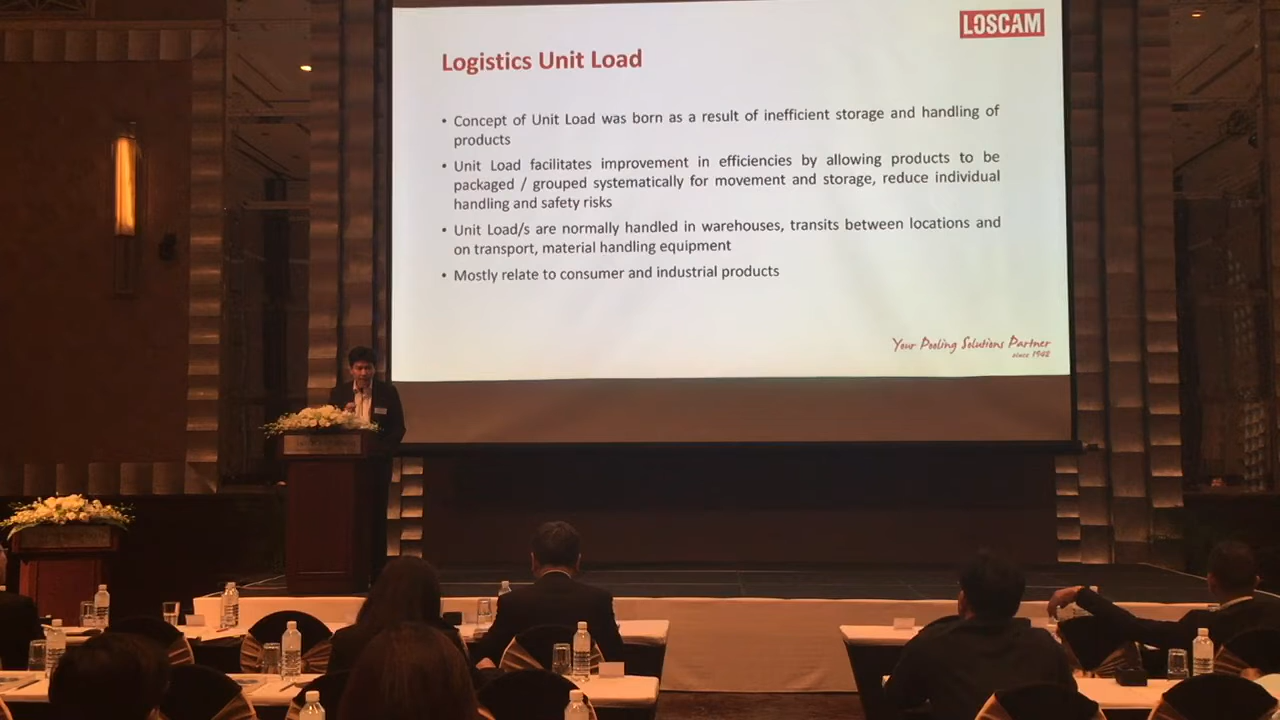 LOSCAM
Logistics Unit Load
• Concept of Unit Load was born as a result of inefficient storage and handling of
products
• Unit Load facilitates improvement in efficiencies by allowing products to be
packaged / grouped systematically for movement and storage, reduce individual
handling and safety risks
• Unit Load/s are normally handled in warehouses, transits between locations and
on transport, material handling equipment
• Mostly relate to consumer and industrial products
Your Pooling Solutions Partner
since 1942